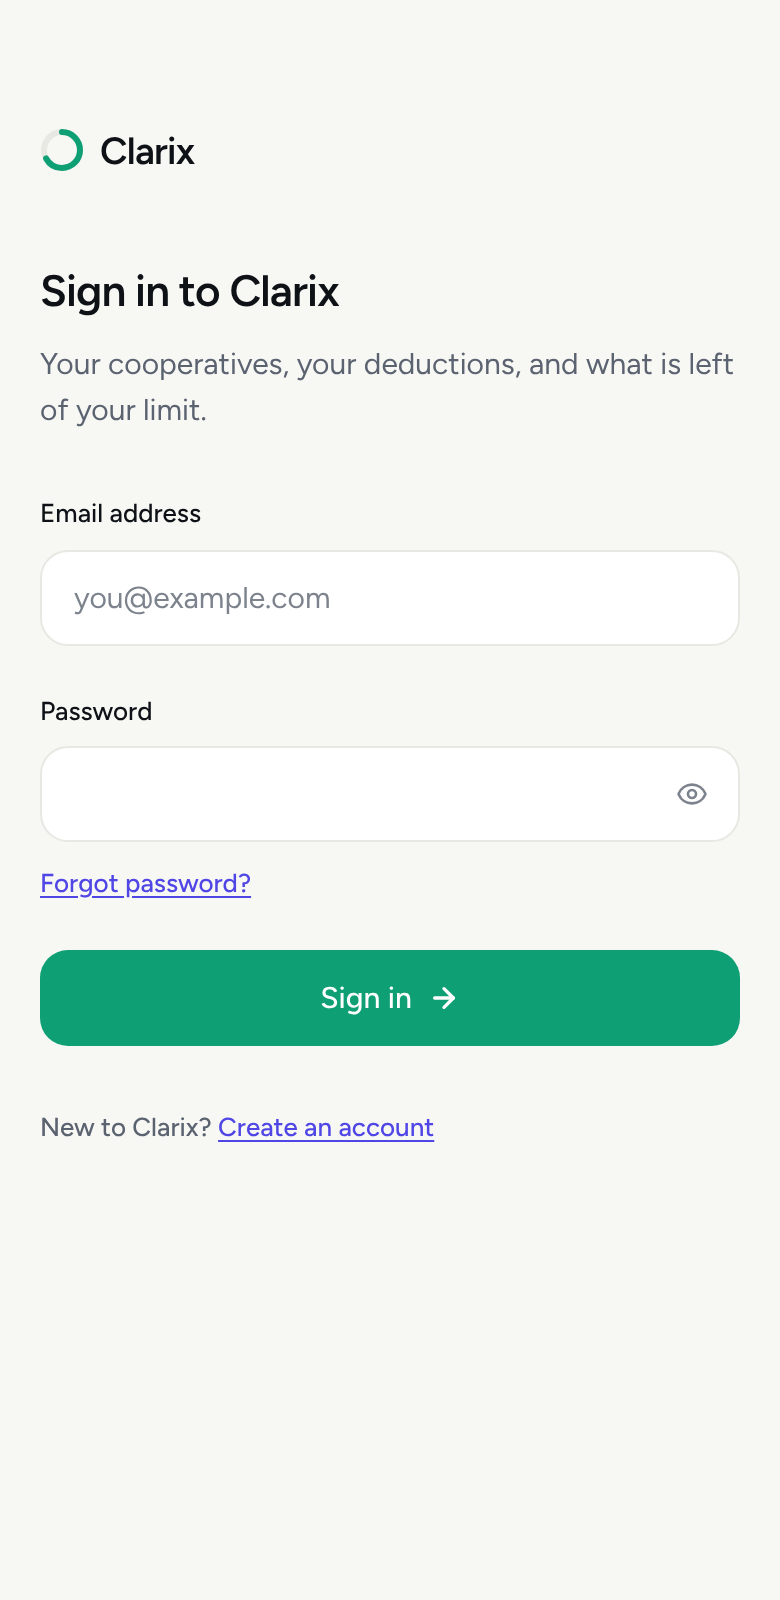 Clarix
Sign in to Clarix
Your cooperatives, your deductions, and what is left
of your limit.
Email address
you@example.com
Password
Forgot password?
Sign in
New to Clarix? Create an account